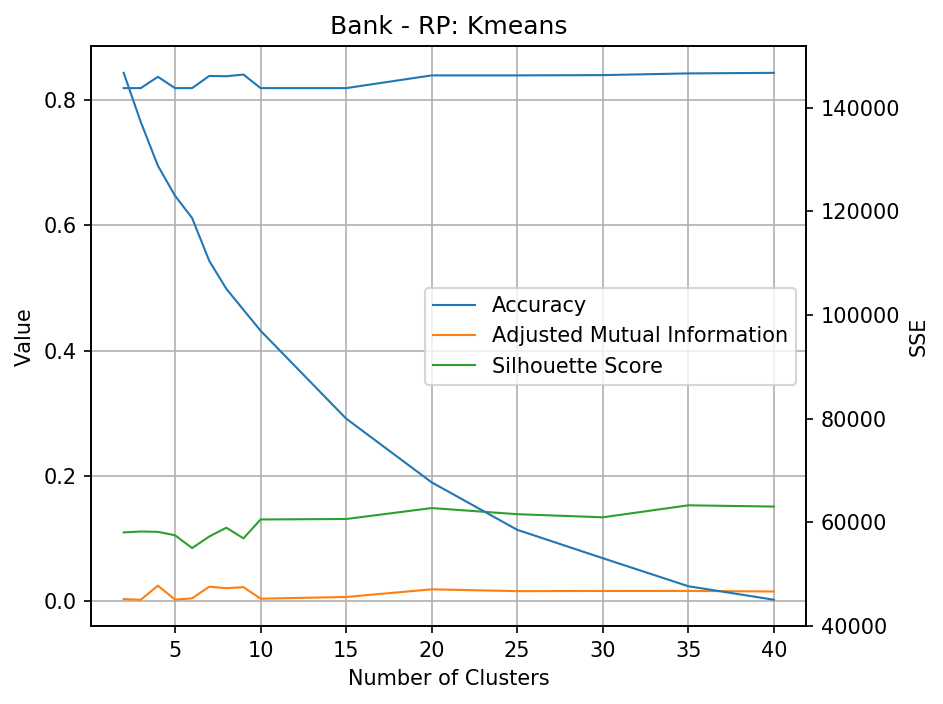 Bank - RP: Kmeans
0.8
0.6
0.4
0.2
0.0
Value
140000
120000
100000
80000
60000
40000
SSE
Accuracy
Adjusted Mutual Information
Silhouette Score
5 10 15 20 25 30 35 40
Number of Clusters